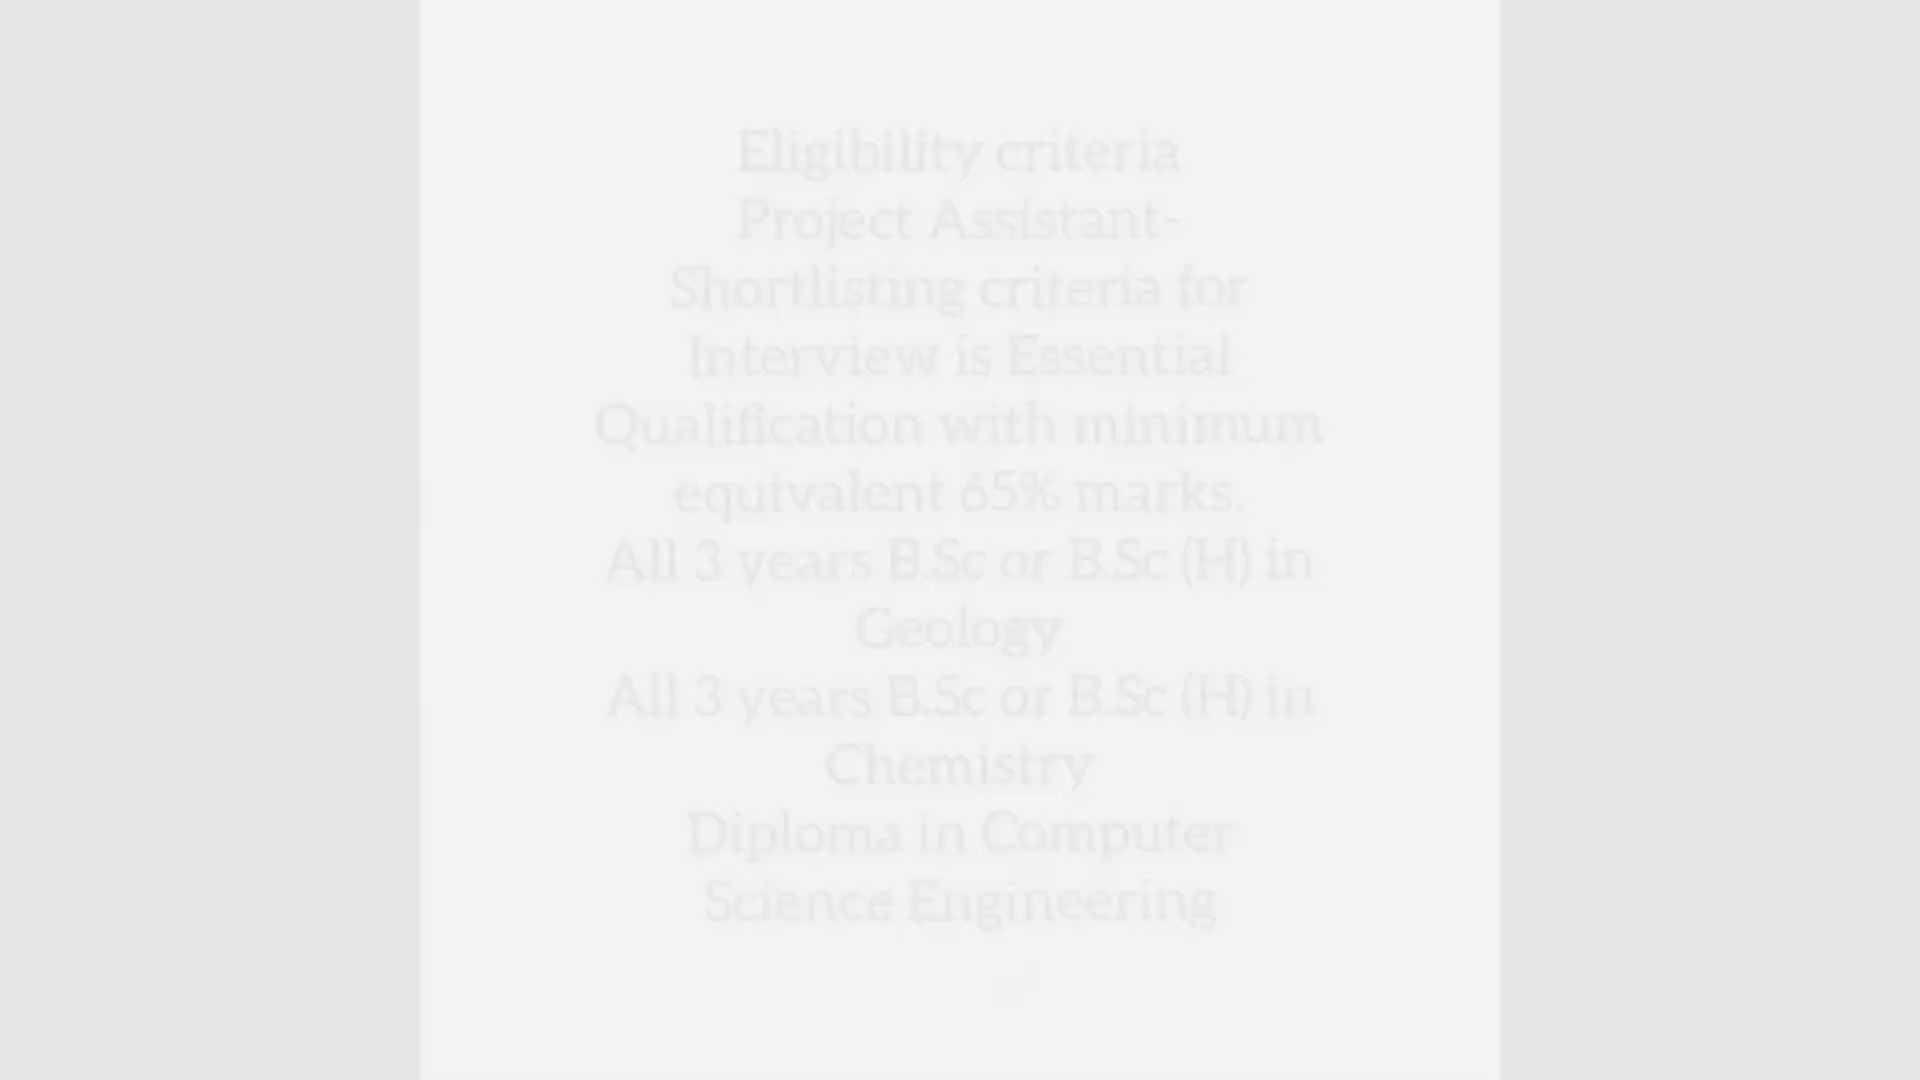 Eligibility criteria
Project Assistant-
Shortlisting criteria for
Interview is Essential
Qualification with minimum
equivalent 65% marks.
All 3 years B.Sc or B.Sc (H) in
Geology
All 3 years B.Sc or B.Sc (H) in
Chemistry
Diploma in Computer
Science Engineering